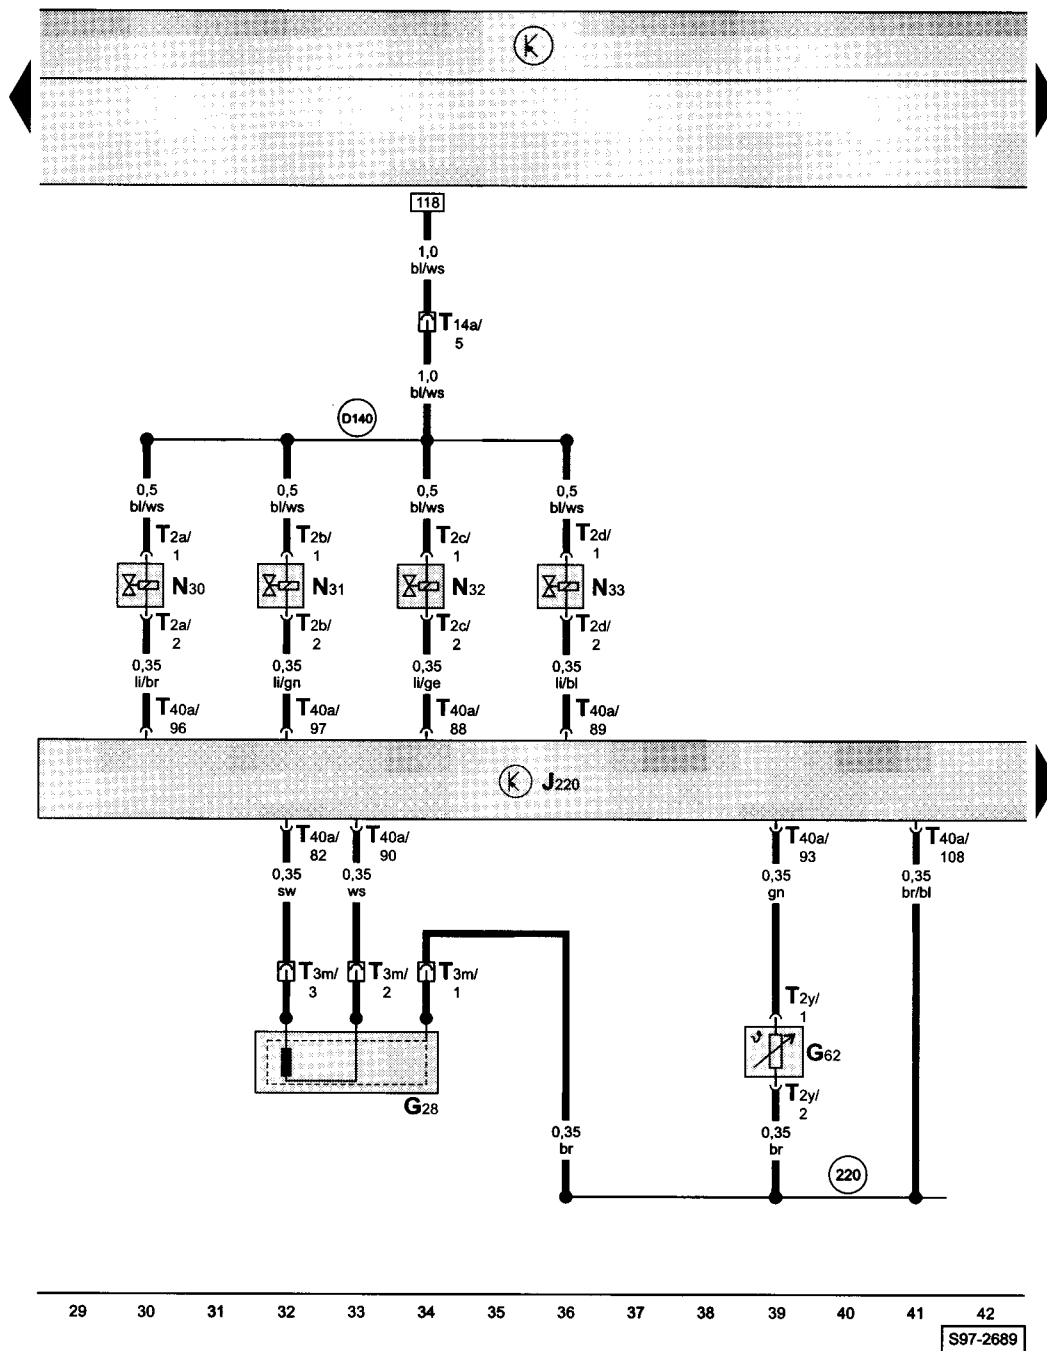 K
118
1,0
bl/ws
T14a/
5
1,0
bl/ws
D140
0,5 0,5 0,5 0,5
bl/ws bl/ws bl/ws bl/ws
T2a/ T2b/ T2c/ T2d/
1 1 1 1
N30 N31 N32 N33
T2a/ T2b/ T2c/ T2d/
2 2 2 2
0,35 0,35 0,35 0,35
li/br li/gn li/ge li/bl
T40a/ T40a/ T40a/ T40a/
96 97 88 89
K J220
T40a/ T40a/ T40a/ T40a/
82 90 93 108
0,35 0,35 0,35 0,35
sw ws gn br/bl
T3m/ T3m/ T3m/
3 2 1
T2y/
1
ϑ
G62
T2y/
2
G28
0,35 0,35
br br
220
29 30 31 32 33 34 35 36 37 38 39 40 41 42
S97-2689